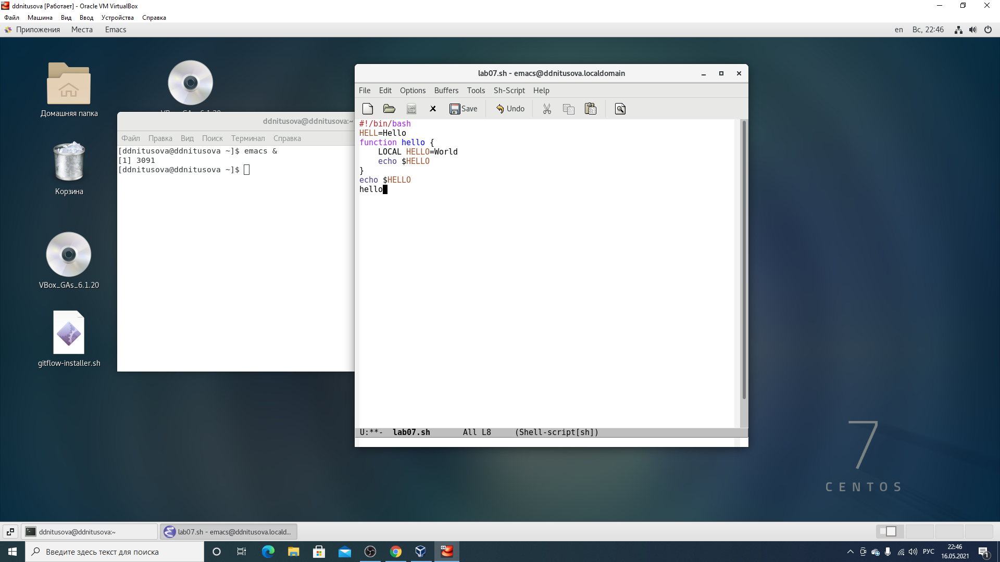 ddnitusova [Работает] - Oracle VM VirtualBox
Файл Машина Вид Ввод Устройства Справка
Приложения Места Emacs en Вс, 22:46
Домашняя папка
Корзина
VBox_GAs_6.1.20
gitflow-installer.sh
VBox_GAs_6.1.20
ddnitusova@ddnitusova:~
Файл Правка Вид Поиск Терминал Справка
[ddnitusova@ddnitusova ~]$ emacs &
[1] 3091
[ddnitusova@ddnitusova ~]$
lab07.sh - emacs@ddnitusova.localdomain
File Edit Options Buffers Tools Sh-Script Help
Save Undo
#!/bin/bash
HELL=Hello
function hello {
    LOCAL HELLO=World
    echo $HELLO
}
echo $HELLO
hello
U:**-  lab07.sh       All L8     (Shell-script[sh])
7
CENTOS
ddnitusova@ddnitusova:~ lab07.sh - emacs@ddnitusova.locald...
Введите здесь текст для поиска
64
РУС
22:46
16.05.2021
1